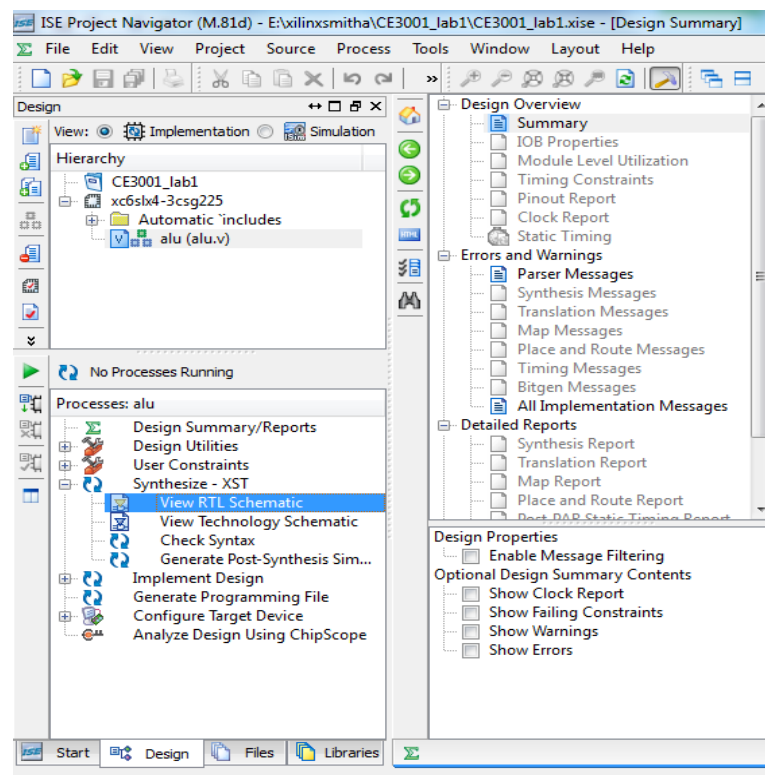 ISE Project Navigator (M.81d) - E:\xilinxsmitha\CE3001_lab1\CE3001_lab1.xise - [Design Summary]
File Edit View Project Source Process Tools Window Layout Help
»
Design
View: Implementation Simulation
Hierarchy
CE3001_lab1
xc6slx4-3csg225
Automatic `includes
alu (alu.v)
No Processes Running
Processes: alu
Design Summary/Reports
Design Utilities
User Constraints
Synthesize - XST
View RTL Schematic
View Technology Schematic
Check Syntax
Generate Post-Synthesis Sim...
Implement Design
Generate Programming File
Configure Target Device
Analyze Design Using ChipScope
Start Design Files Libraries
Design Overview
Summary
IOB Properties
Module Level Utilization
Timing Constraints
Pinout Report
Clock Report
Static Timing
Errors and Warnings
Parser Messages
Synthesis Messages
Translation Messages
Map Messages
Place and Route Messages
Timing Messages
Bitgen Messages
All Implementation Messages
Detailed Reports
Synthesis Report
Translation Report
Map Report
Place and Route Report
Post-PAR Static Timing Report
Design Properties
Enable Message Filtering
Optional Design Summary Contents
Show Clock Report
Show Failing Constraints
Show Warnings
Show Errors